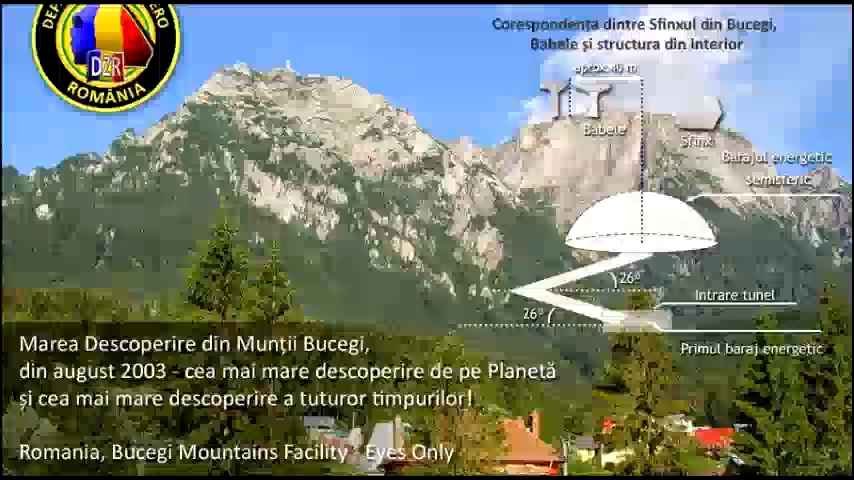 DZR
ROMÂNIA
Corespondența dintre Sfinxul din Bucegi,
Babele și structura din interior
aprox. 40 m
Babele
Sfinx
Barajul energetic
semisferic
26°
Intrare tunel
26°
Primul baraj energetic
Marea Descoperire din Munții Bucegi,
din august 2003 - cea mai mare descoperire de pe Planetă
și cea mai mare descoperire a tuturor timpurilor!
Romania, Bucegi Mountains Facility - Eyes Only